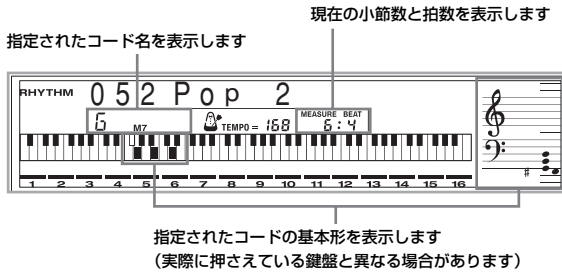 現在の小節数と拍数を表示します
指定されたコード名を表示します
RHYTHM 052 Pop 2
G M7 TEMPO = 168 MEASURE BEAT 6:4
1 2 3 4 5 6 7 8 9 10 11 12 13 14 15 16
指定されたコードの基本形を表示します
（実際に押さえている鍵盤と異なる場合があります）